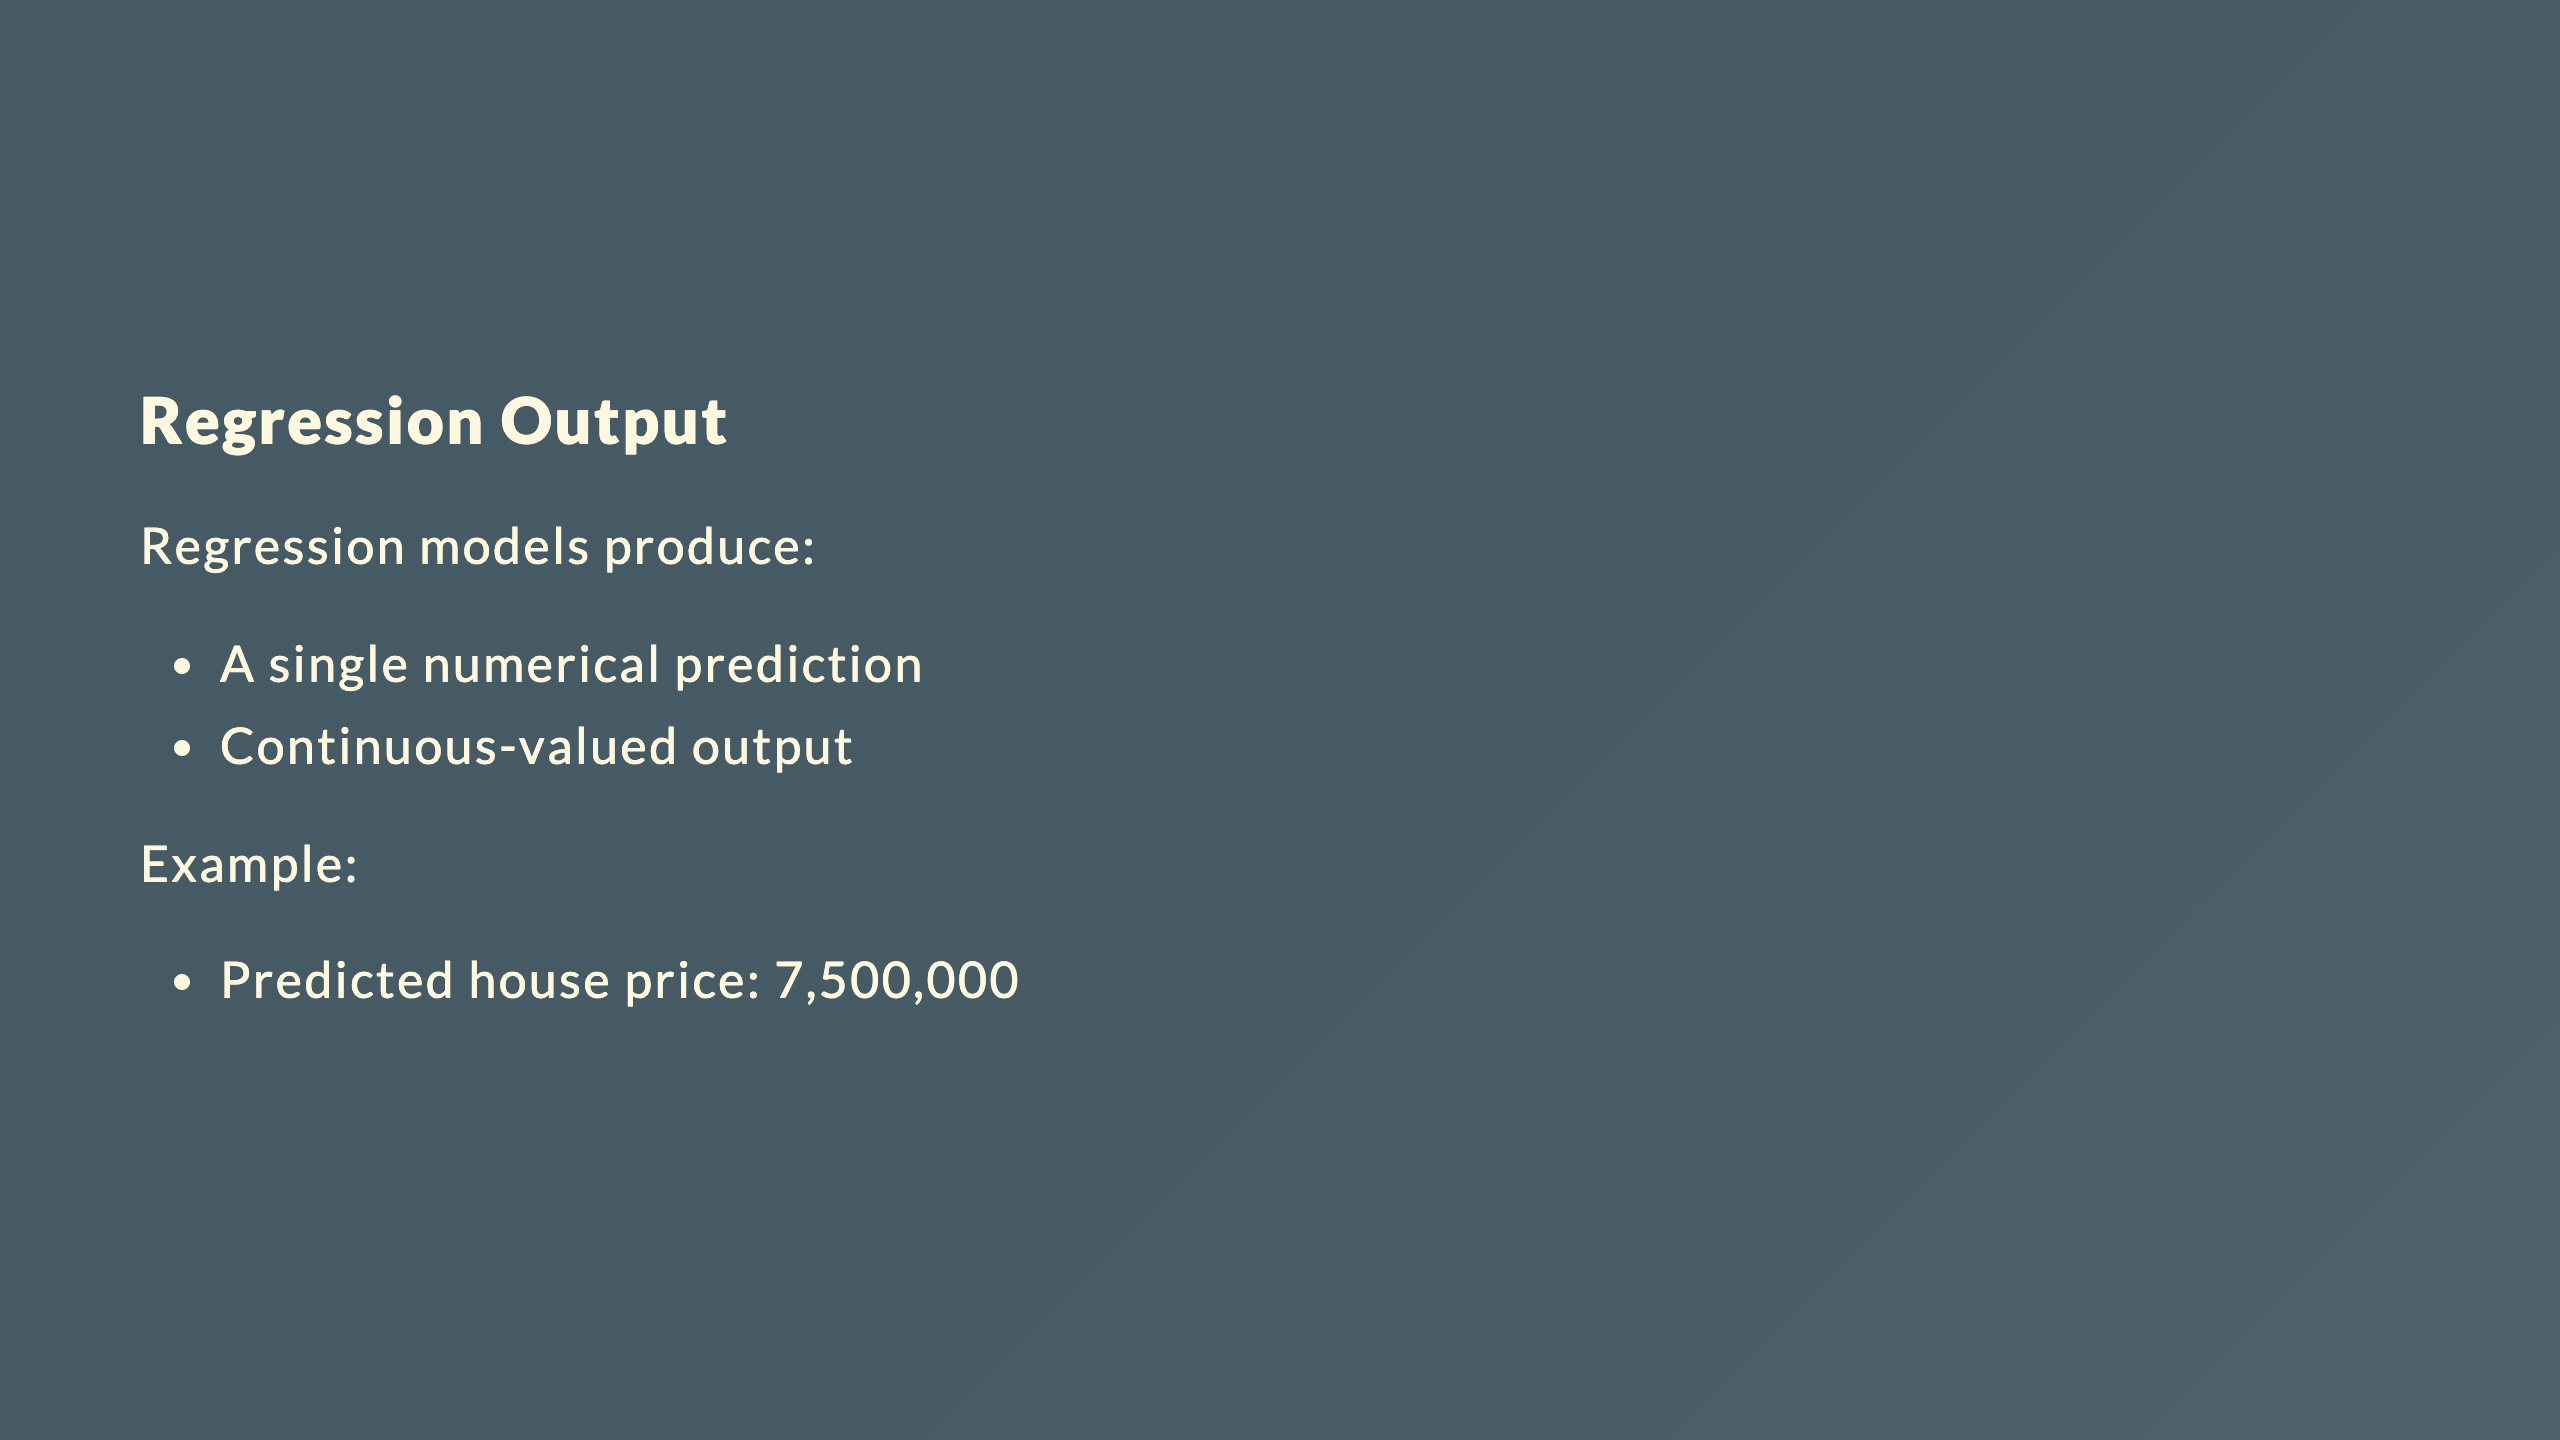 Regression Output
Regression models produce:
• A single numerical prediction
• Continuous-valued output
Example:
• Predicted house price: 7,500,000